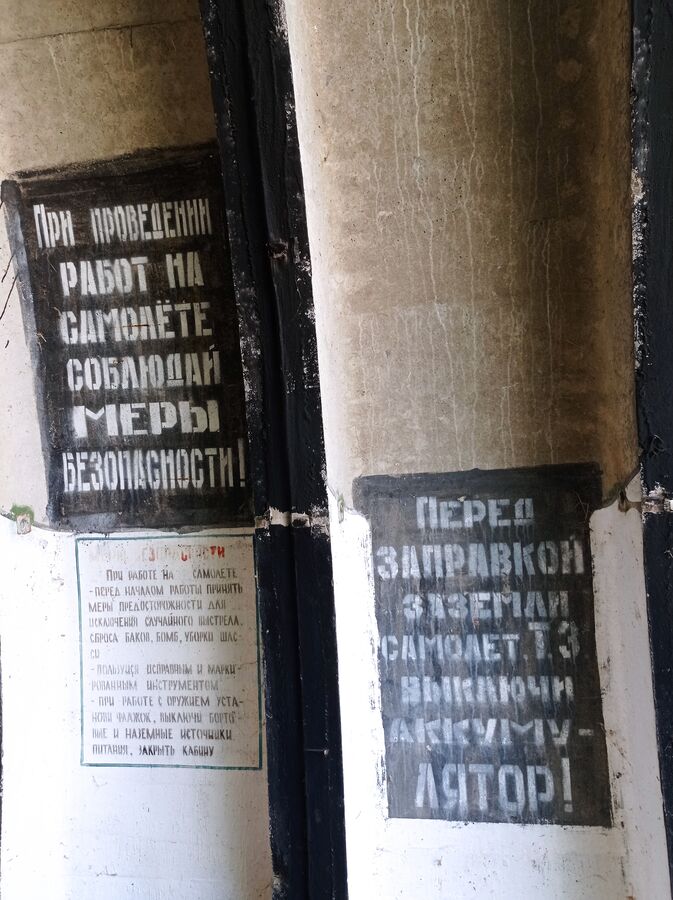 При проведении
работ на
самолёте
соблюдай
меры
безопасности!
При работе на самолете
- перед началом работы принять
меры предосторожности для
исключения случайного выстрела,
сброса баков, бомб, уборки шас-
си
- пользуйся исправным и марки-
рованным инструментом
- при работе с оружием уста-
нови флажок, выключи борто-
вые и наземные источники
питания, закрыть кабину
Перед
заправкой
заземли
самолет ТЗ
выключи
аккуму-
лятор!